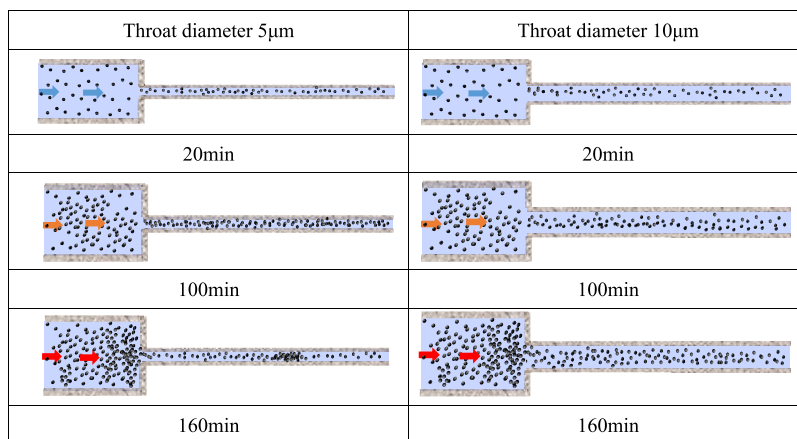 Throat diameter 5μm
Throat diameter 10μm
20min
20min
100min
100min
160min
160min